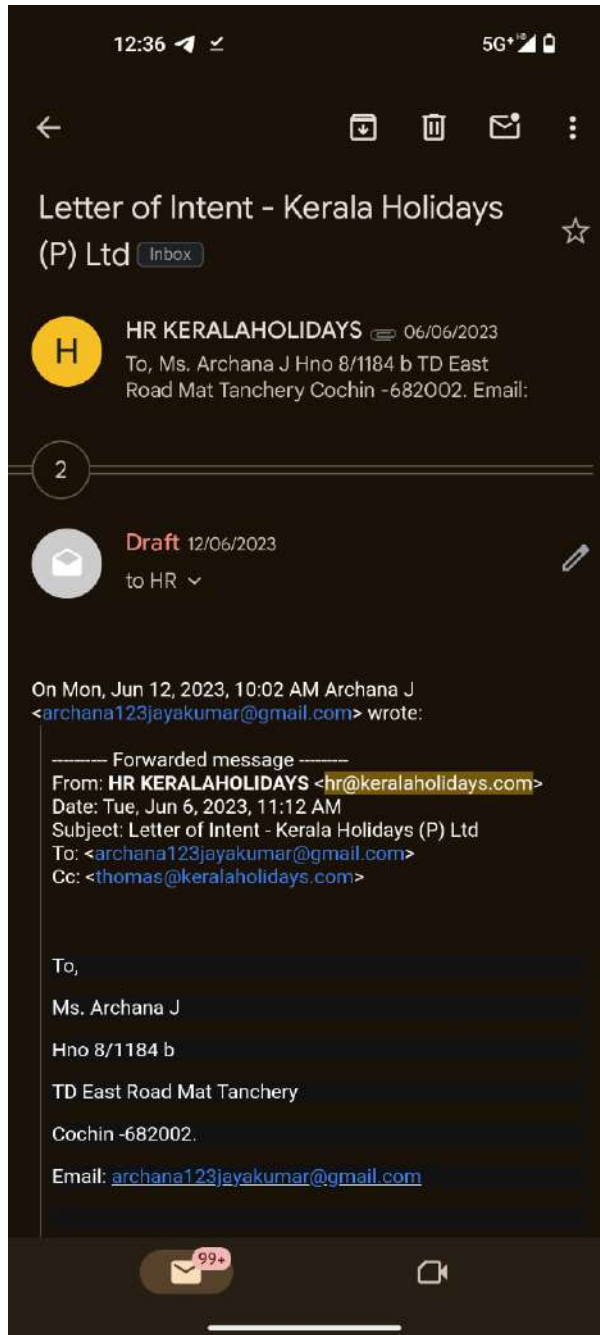 12:36
5G+ HB
Letter of Intent - Kerala Holidays
(P) Ltd Inbox
H
HR KERALAHOLIDAYS 06/06/2023
To, Ms. Archana J Hno 8/1184 b TD East
Road Mat Tanchery Cochin -682002. Email:
2
Draft 12/06/2023
to HR
On Mon, Jun 12, 2023, 10:02 AM Archana J
<archana123jayakumar@gmail.com> wrote:
---------- Forwarded message ---------
From: HR KERALAHOLIDAYS <hr@keralaholidays.com>
Date: Tue, Jun 6, 2023, 11:12 AM
Subject: Letter of Intent - Kerala Holidays (P) Ltd
To: <archana123jayakumar@gmail.com>
Cc: <thomas@keralaholidays.com>
To,
Ms. Archana J
Hno 8/1184 b
TD East Road Mat Tanchery
Cochin -682002.
Email: archana123jayakumar@gmail.com
99+